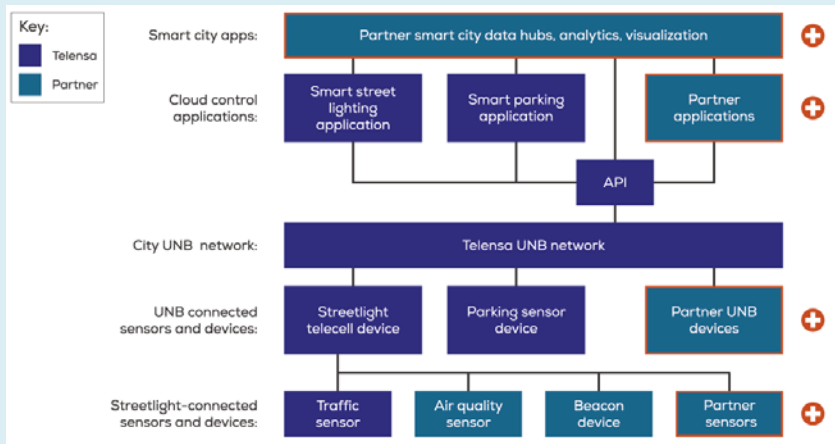 Key:
Telensa
Partner
Smart city apps:
Partner smart city data hubs, analytics, visualization
Cloud control
applications:
Smart street
lighting
application
Smart parking
application
Partner
applications
API
City UNB network:
Telensa UNB network
UNB connected
sensors and devices:
Streetlight
telecell device
Parking sensor
device
Partner UNB
devices
Streetlight-connected
sensors and devices:
Traffic
sensor
Air quality
sensor
Beacon
device
Partner
sensors